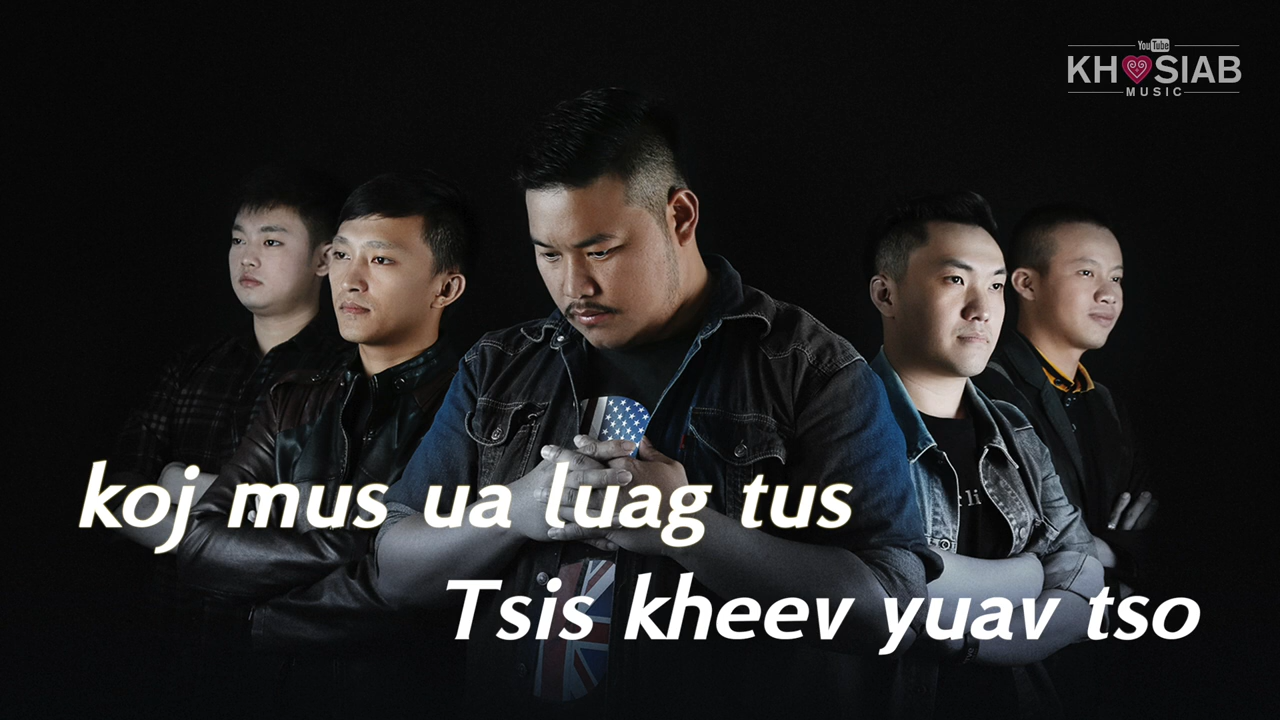 YouTube
KHOSIAB
MUSIC
koj mus ua luag tus
Tsis kheev yuav tso